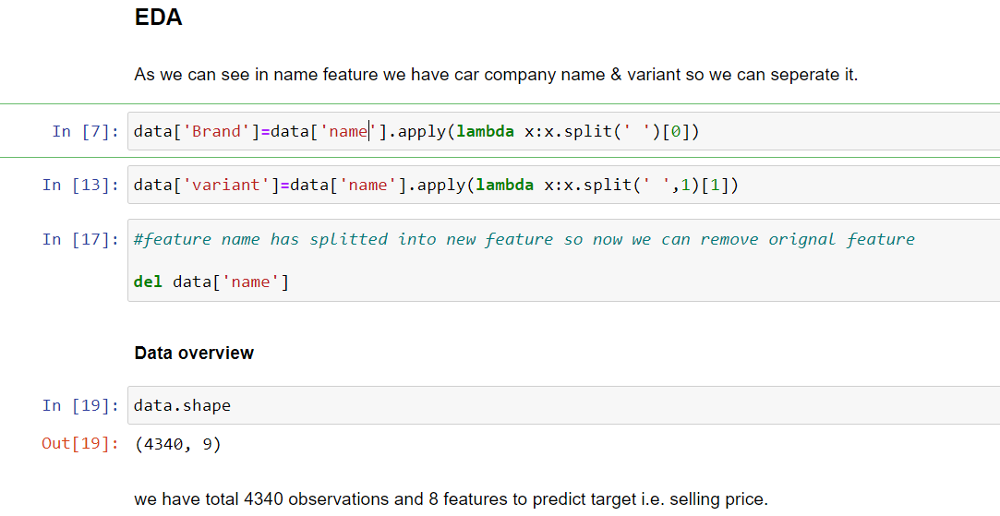 EDA
As we can see in name feature we have car company name & variant so we can seperate it.
In [7]: data['Brand']=data['name'].apply(lambda x:x.split(' ')[0])
In [13]: data['variant']=data['name'].apply(lambda x:x.split(' ',1)[1])
In [17]: #feature name has splitted into new feature so now we can remove orignal feature
del data['name']
Data overview
In [19]: data.shape
Out[19]: (4340, 9)
we have total 4340 observations and 8 features to predict target i.e. selling price.